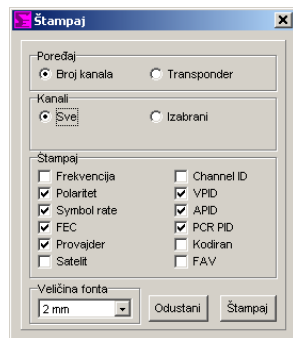 Štampaj
Poređaj
Broj kanala Transponder
Kanali
Sve Izabrani
Štampaj
Frekvencija Channel ID
Polaritet VPID
Symbol rate APID
FEC PCR PID
Provajder Kodiran
Satelit FAV
Veličina fonta
2 mm Odustani Štampaj